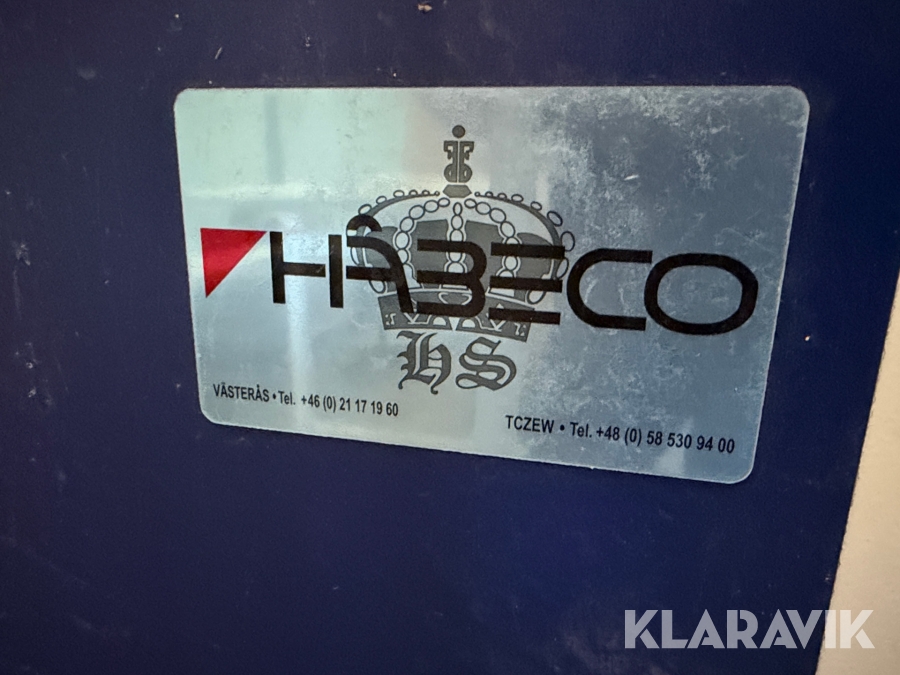 HÅBECO
HS
VÄSTERÅS • Tel. +46 (0) 21 17 19 60
TCZEW • Tel. +48 (0) 58 530 94 00
KLARAVIK